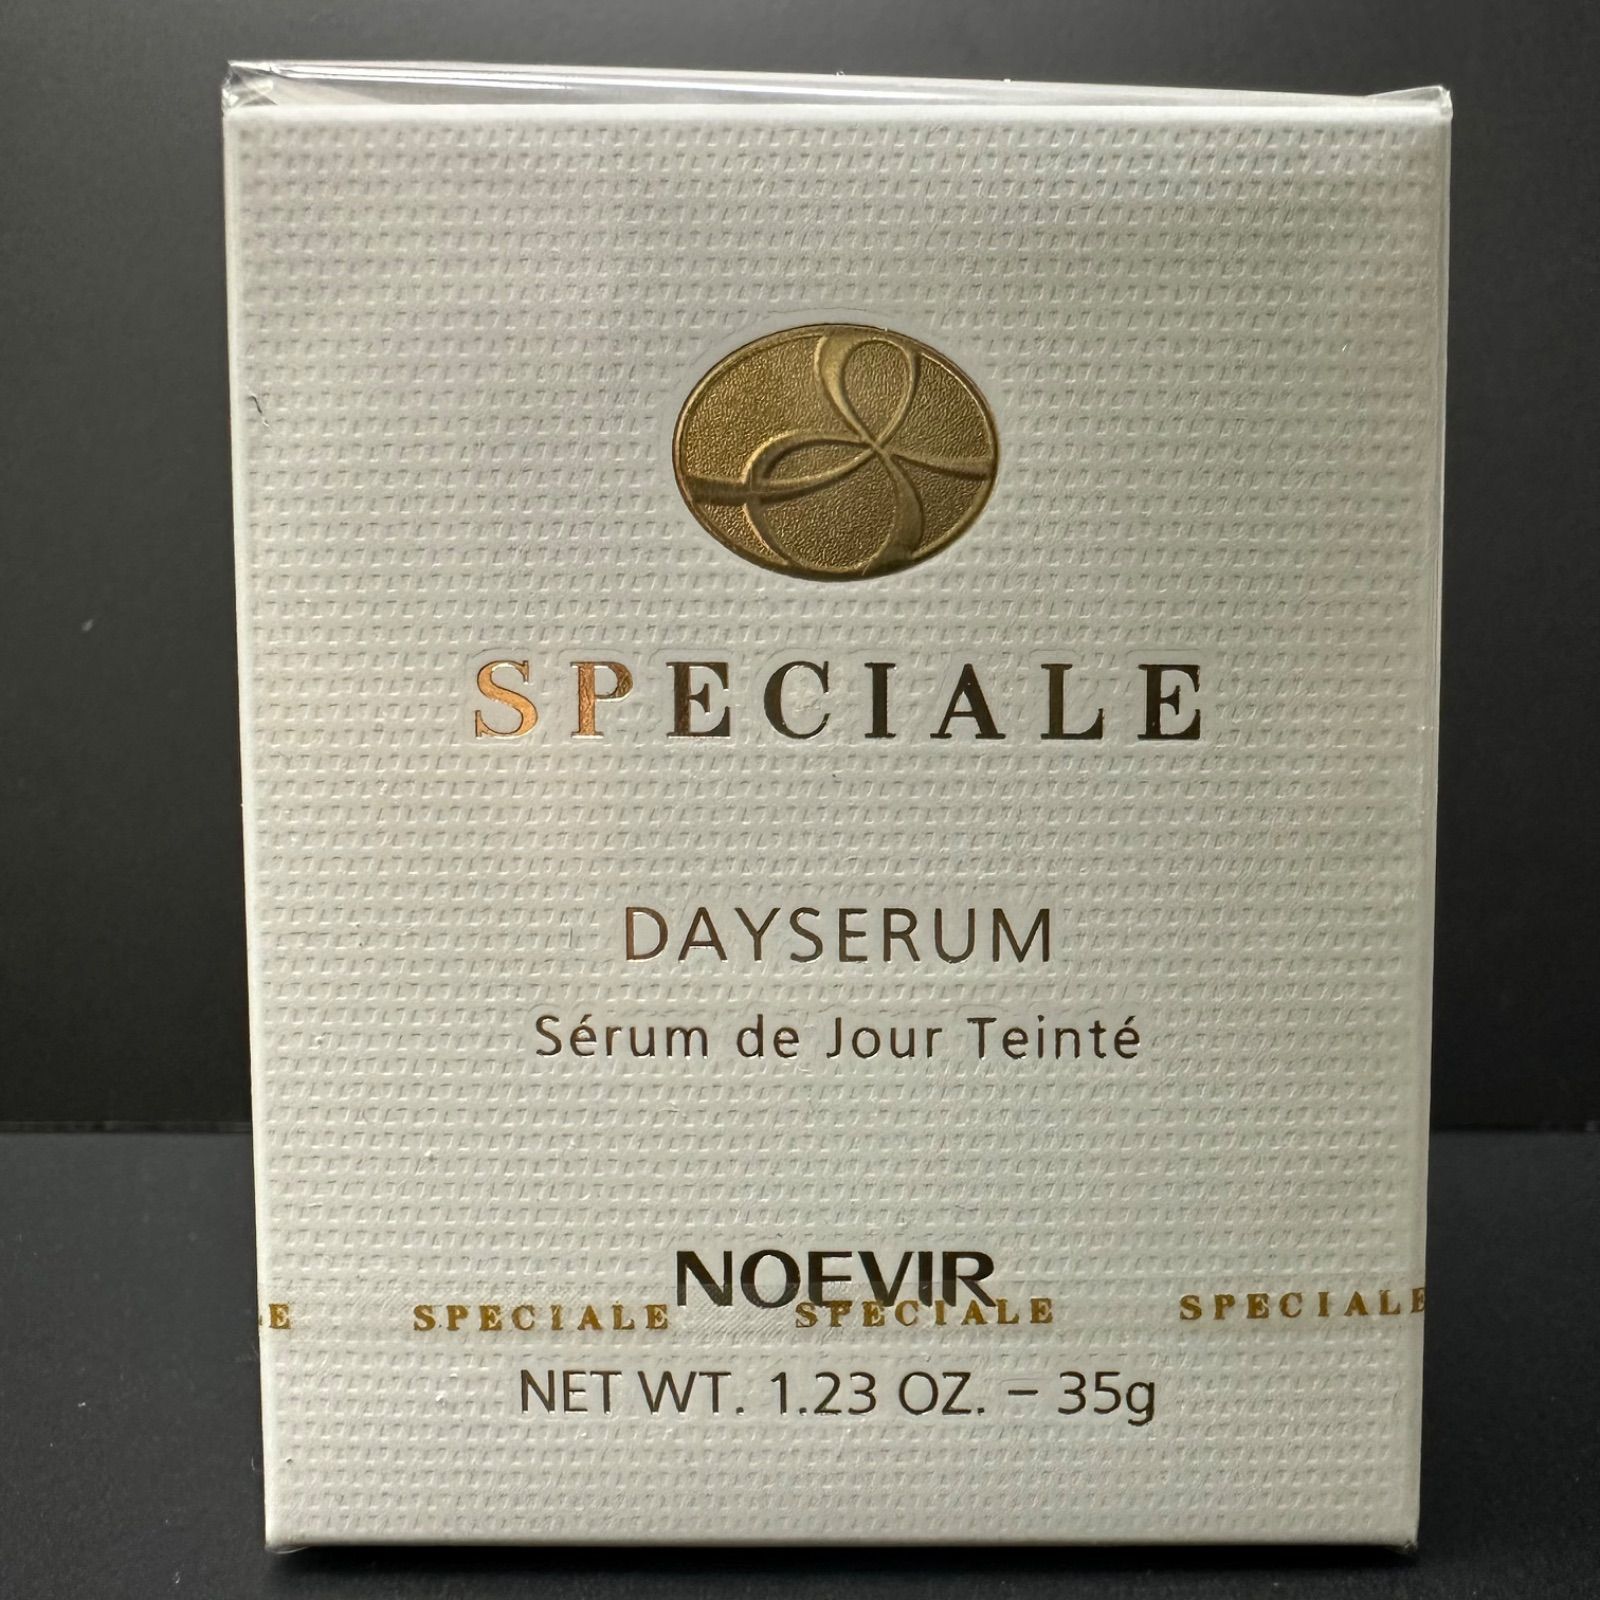 SPECIALE
DAYSERUM
Sérum de Jour Teinté
NOEVIR
E SPECIALE SPECIALE SPECIALE
NET WT. 1.23 OZ. – 35g